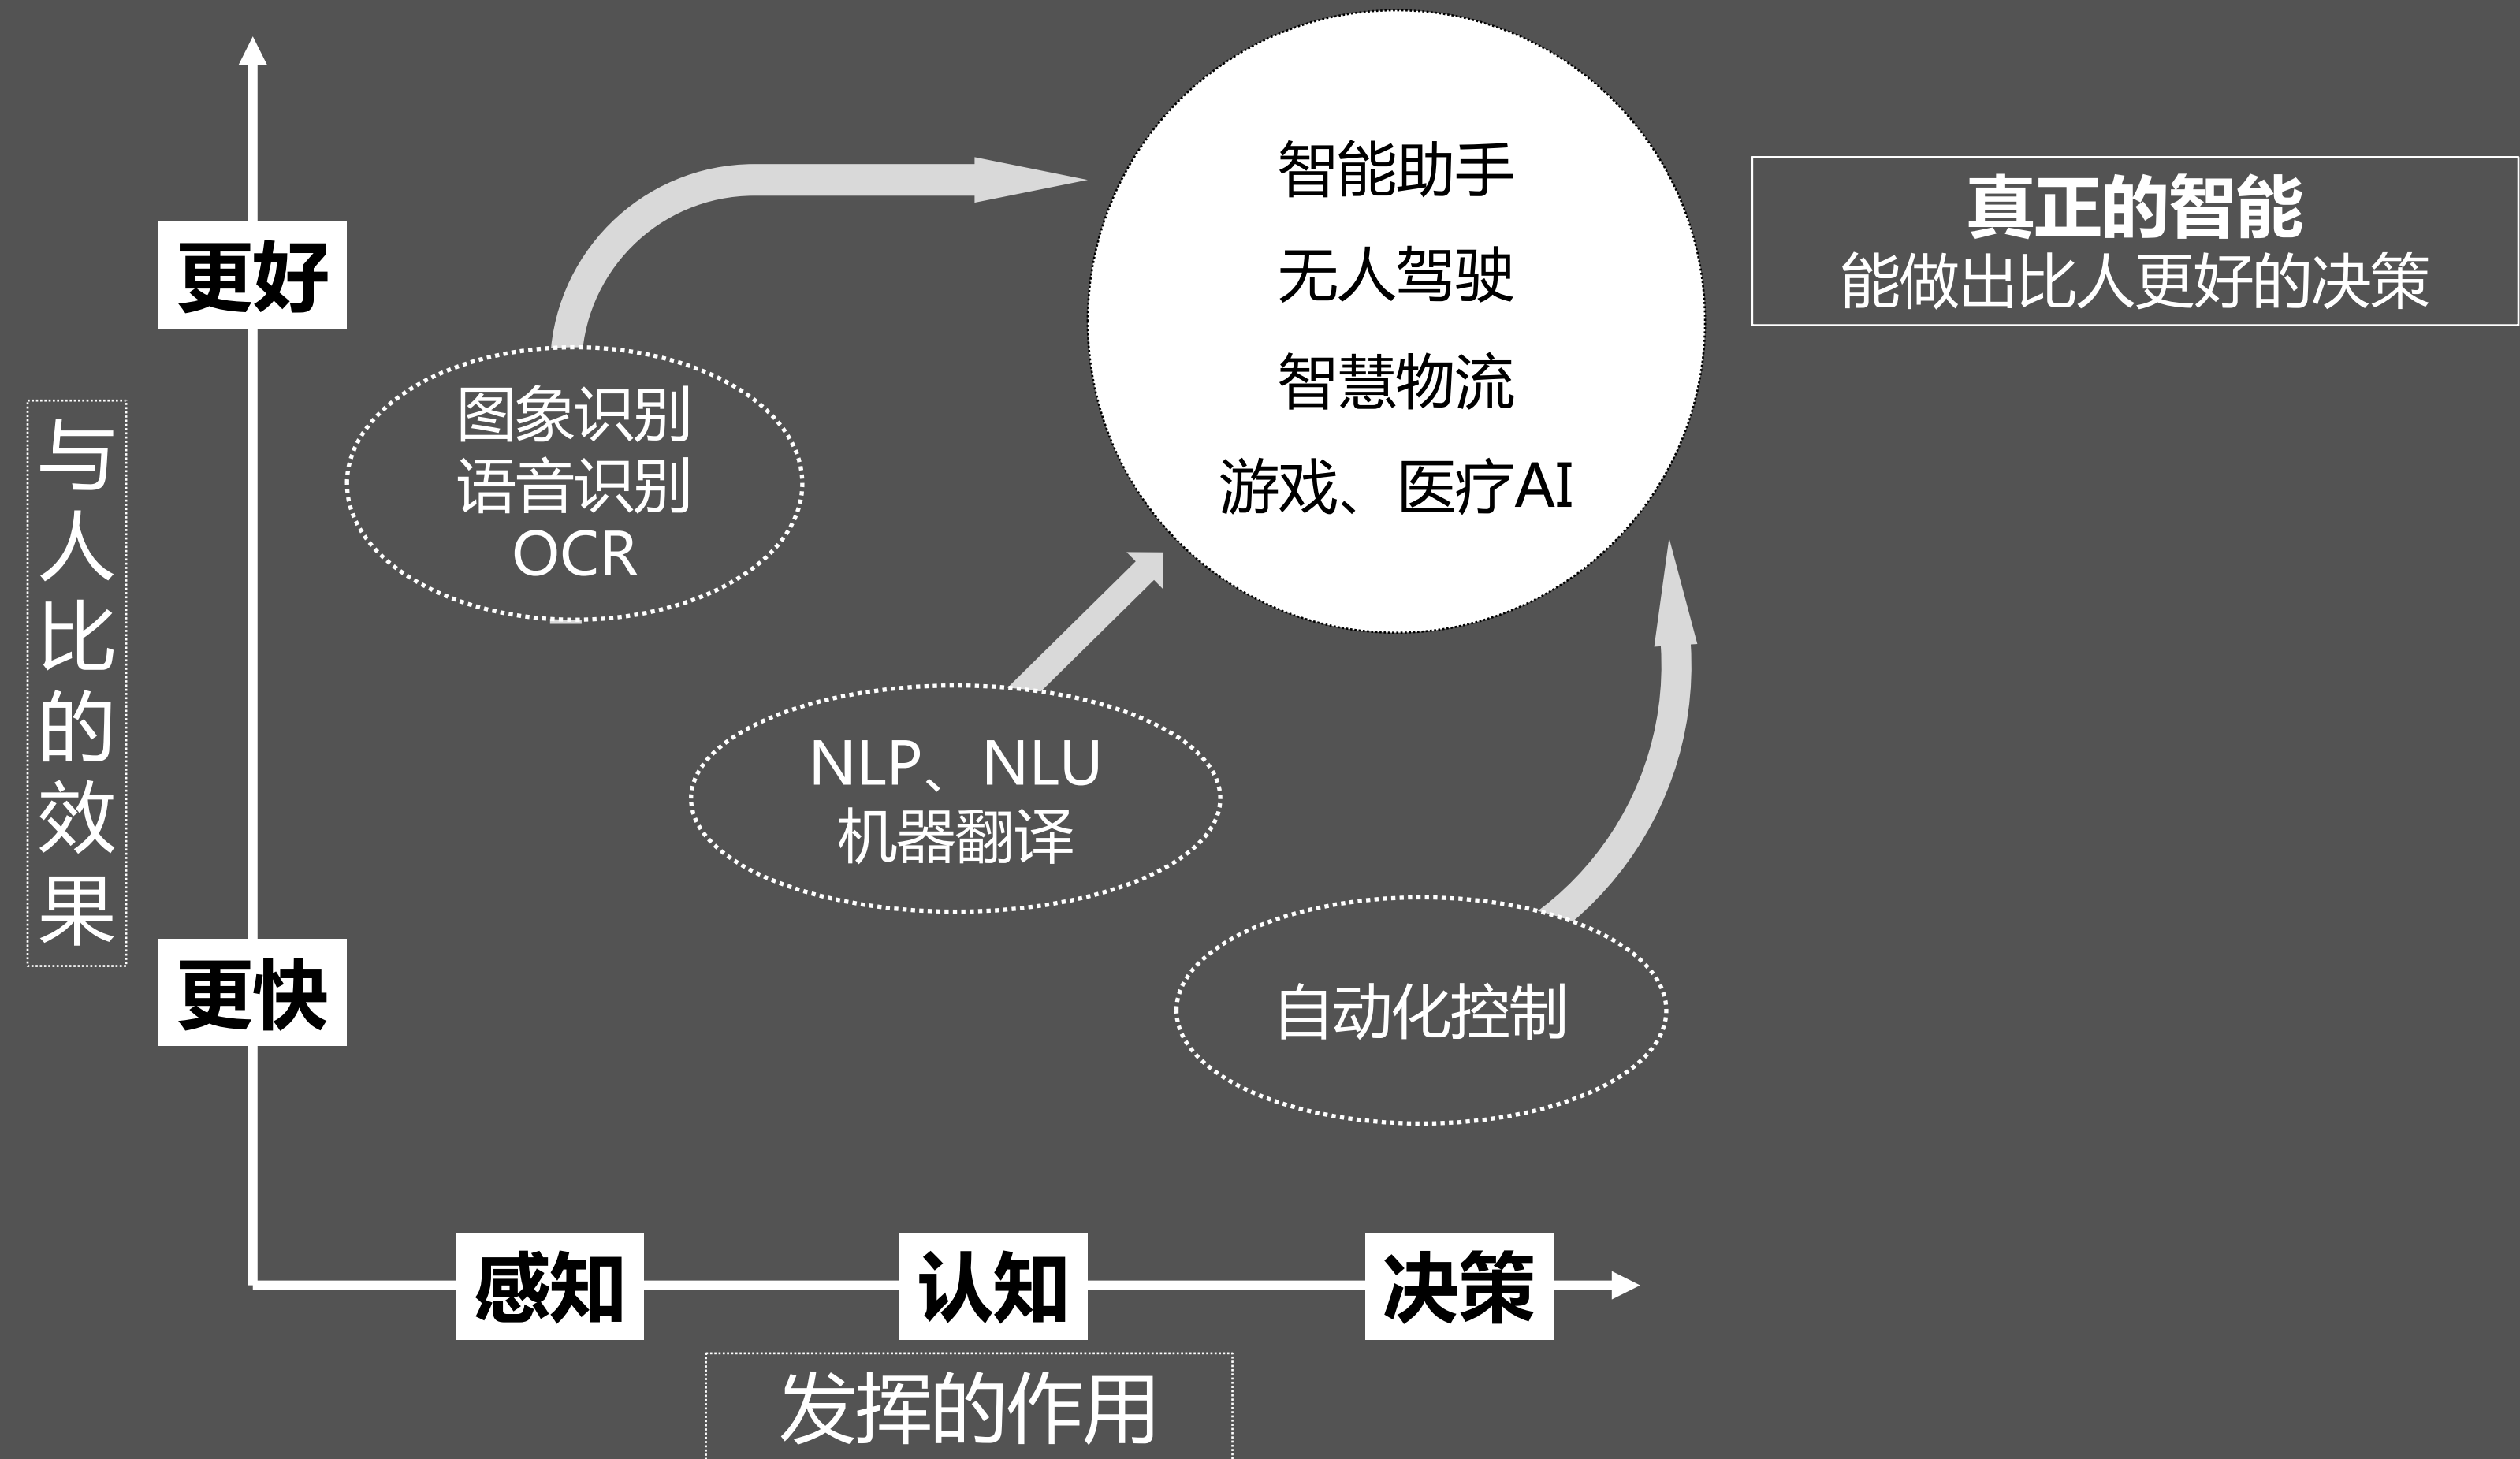 智能助手
无人驾驶
智慧物流
游戏、医疗AI
真正的智能
能做出比人更好的决策
更好
图象识别
语音识别
OCR
与人比的效果
NLP、NLU
机器翻译
更快
自动化控制
感知
认知
决策
发挥的作用